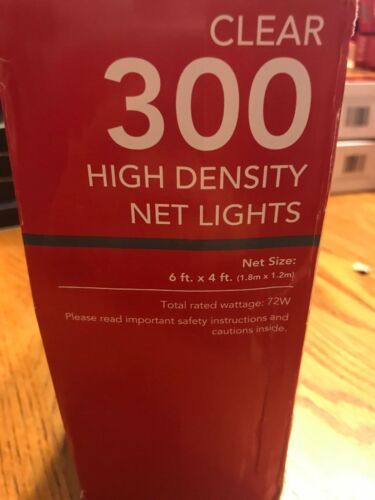 CLEAR
300
HIGH DENSITY
NET LIGHTS
Net Size:
6 ft. x 4 ft. (1.8m x 1.2m)
Total rated wattage: 72W
Please read important safety instructions and
cautions inside.